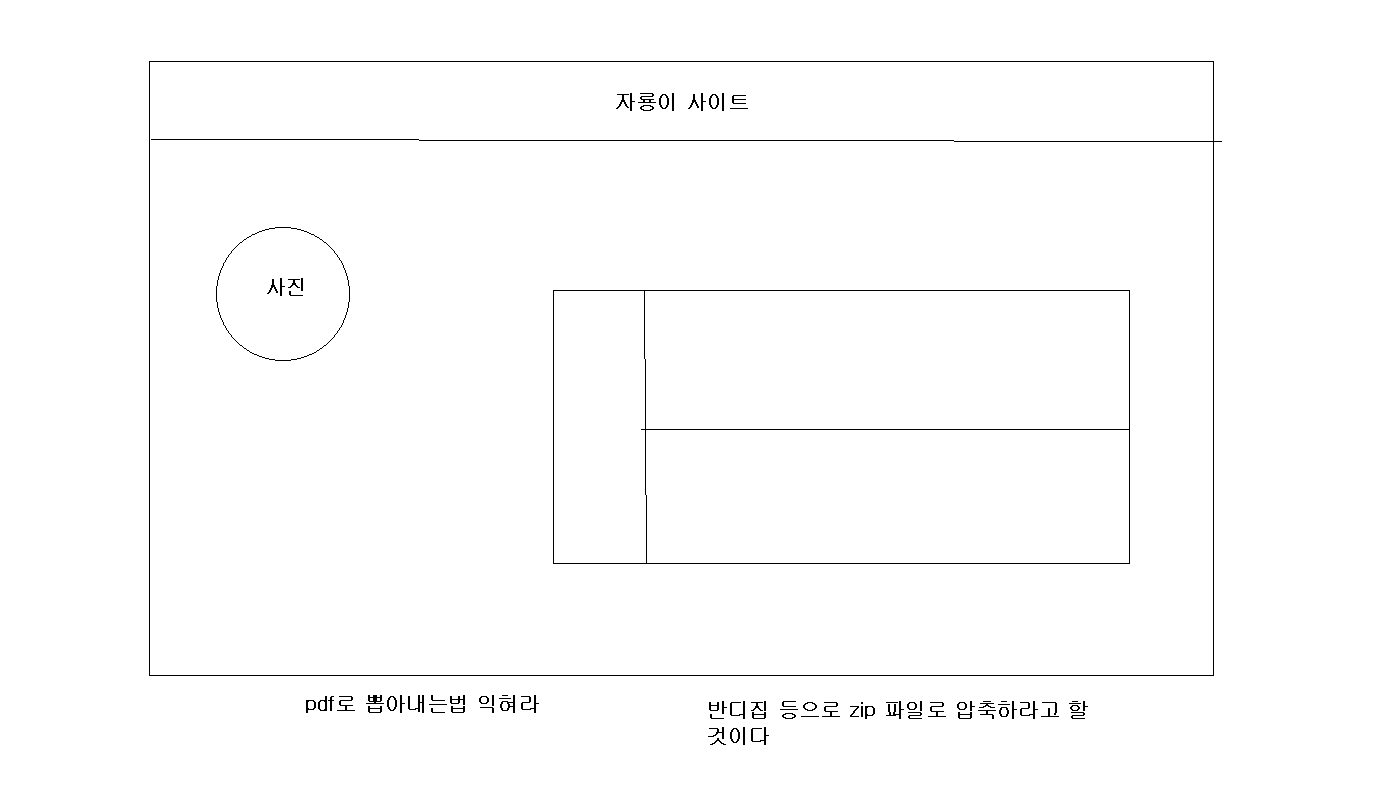 자룡이 사이트
사진
pdf로 뽑아내는법 익혀라
반디집 등으로 zip 파일로 압축하라고 할
것이다